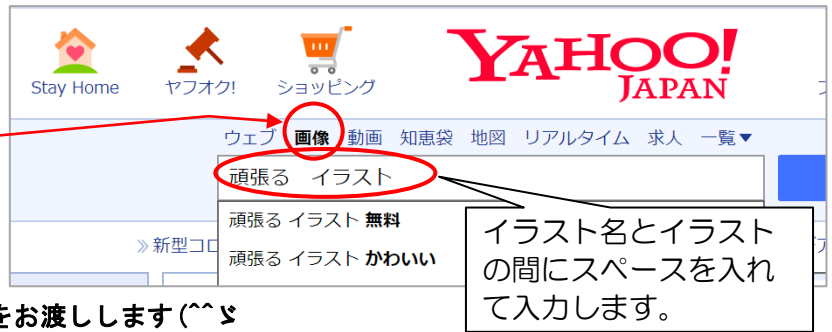 YAHOO!
JAPAN
Stay Home ヤフオク! ショッピング
ウェブ 画像 動画 知恵袋 地図 リアルタイム 求人 一覧▼
頑張る　イラスト
頑張る イラスト 無料
頑張る イラスト かわいい
≫新型コロ
イラスト名とイラスト
の間にスペースを入れ
て入力します。
をお渡しします(^^ゞ